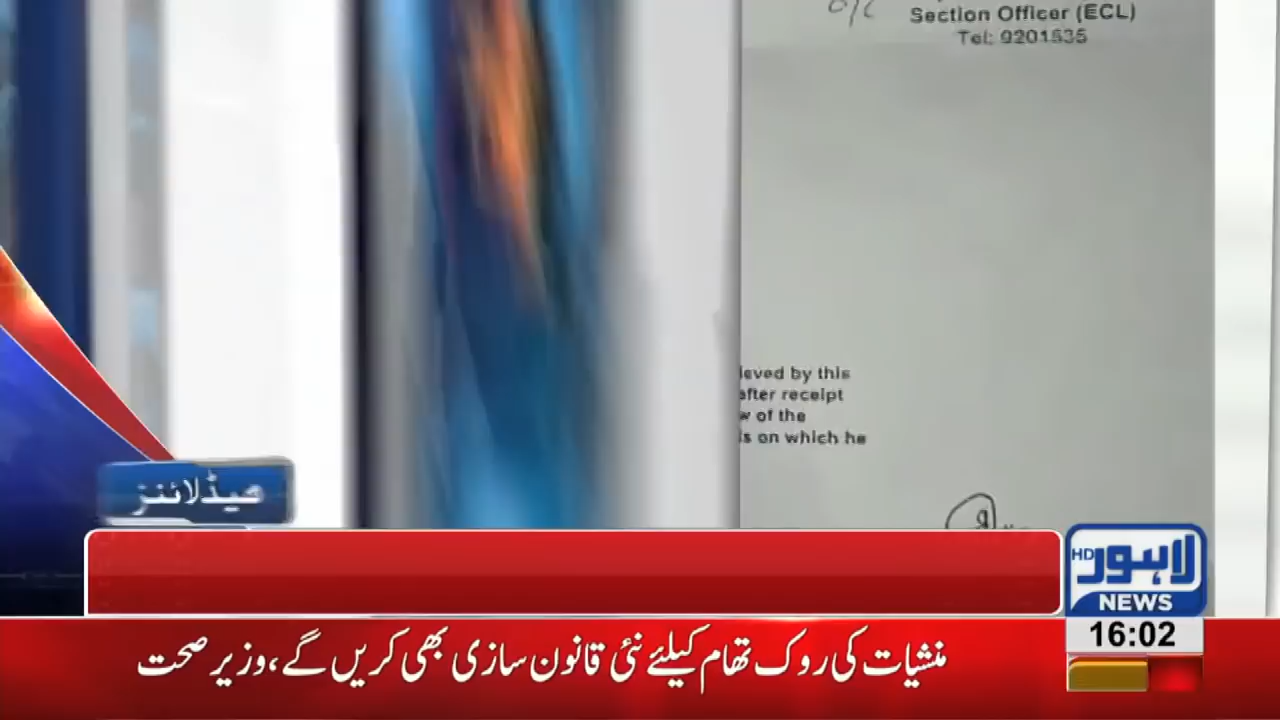 Section Officer (ECL)
Tel: 9201535
ieved by this
after receipt
w of the
is on which he
ہیڈلائنز
HD لاہور
NEWS
16:02
منشیات کی روک تھام کیلئے نئی قانون سازی بھی کریں گے، وزیر صحت